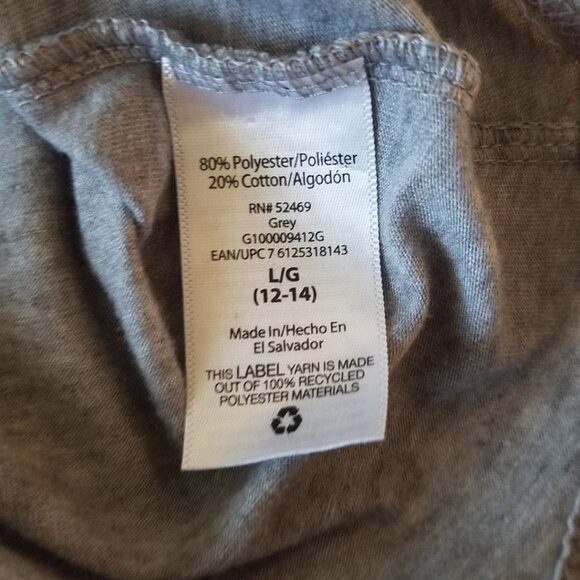 80% Polyester/Poliéster
20% Cotton/Algodón
RN# 52469
Grey
G100009412G
EAN/UPC 7 6125318143
L/G
(12-14)
Made In/Hecho En
El Salvador
THIS LABEL YARN IS MADE
OUT OF 100% RECYCLED
POLYESTER MATERIALS